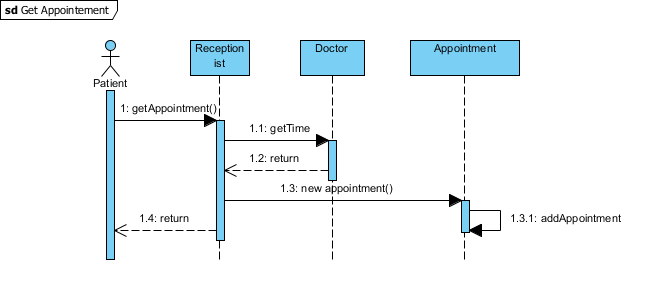 sd Get Appointement
Reception
ist
Doctor
Appointment
Patient
1: getAppointment()
1.1: getTime
1.2: return
1.3: new appointment()
1.4: return
1.3.1: addAppointment